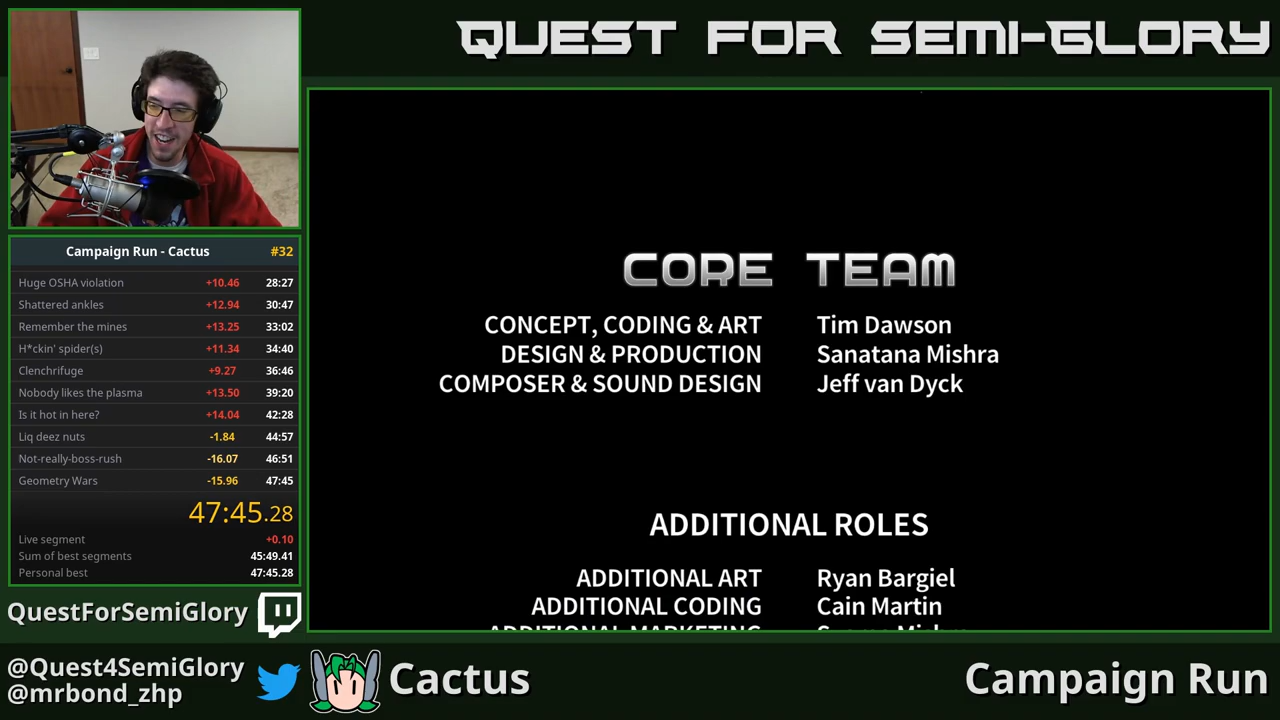 QUEST FOR SEMI-GLORY
Campaign Run - Cactus #32
Huge OSHA violation +10.46 28:27
Shattered ankles +12.94 30:47
Remember the mines +13.25 33:02
H*ckin' spider(s) +11.34 34:40
Clenchrifuge +9.27 36:46
Nobody likes the plasma +13.50 39:20
Is it hot in here? +14.04 42:28
Liq deez nuts -1.84 44:57
Not-really-boss-rush -16.07 46:51
Geometry Wars -15.96 47:45
47:45.28
Live segment +0.10
Sum of best segments 45:49.41
Personal best 47:45.28
QuestForSemiGlory
@Quest4SemiGlory
@mrbond_zhp
CORE TEAM
CONCEPT, CODING & ART Tim Dawson
DESIGN & PRODUCTION Sanatana Mishra
COMPOSER & SOUND DESIGN Jeff van Dyck
ADDITIONAL ROLES
ADDITIONAL ART Ryan Bargiel
ADDITIONAL CODING Cain Martin
ADDITIONAL MARKETING
Cactus
Campaign Run